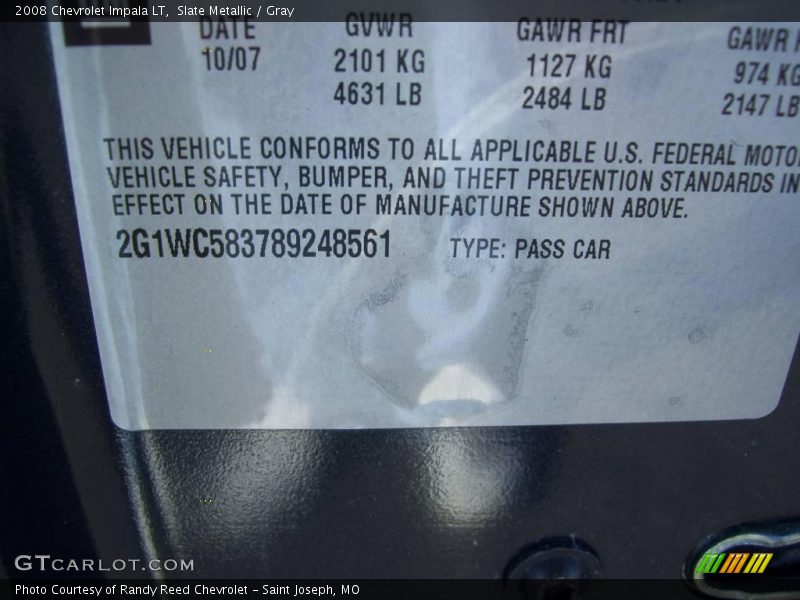 2008 Chevrolet Impala LT,  Slate Metallic / Gray
DATE GVWR GAWR FRT GAWR
10/07 2101 KG 1127 KG 974 KG
4631 LB 2484 LB 2147 LB
THIS VEHICLE CONFORMS TO ALL APPLICABLE U.S. FEDERAL MOTO
VEHICLE SAFETY, BUMPER, AND THEFT PREVENTION STANDARDS IN
EFFECT ON THE DATE OF MANUFACTURE SHOWN ABOVE.
2G1WC583789248561 TYPE: PASS CAR
GTCARLOT.COM
Photo Courtesy of Randy Reed Chevrolet - Saint Joseph, MO